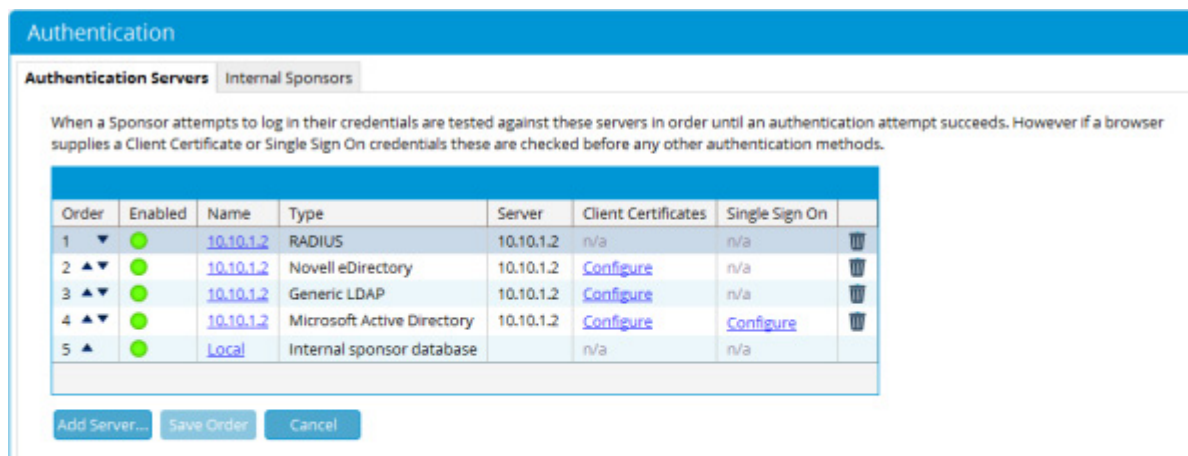 Authentication
Authentication Servers Internal Sponsors
When a Sponsor attempts to log in their credentials are tested against these servers in order until an authentication attempt succeeds. However if a browser
supplies a Client Certificate or Single Sign On credentials these are checked before any other authentication methods.
Order Enabled Name Type Server Client Certificates Single Sign On
1 10.10.1.2 RADIUS 10.10.1.2 n/a n/a
2 10.10.1.2 Novell eDirectory 10.10.1.2 Configure n/a
3 10.10.1.2 Generic LDAP 10.10.1.2 Configure n/a
4 10.10.1.2 Microsoft Active Directory 10.10.1.2 Configure Configure
5 Local Internal sponsor database n/a n/a
Add Server... Save Order Cancel